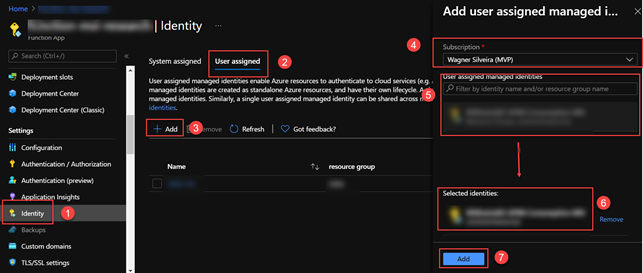 Home >
| Identity ...
Function App
Search (Ctrl+/)
Deployment slots
Deployment Center
Deployment Center (Classic)
Settings
Configuration
Authentication / Authorization
Authentication (preview)
Application Insights
Identity
1
Backups
Custom domains
TLS/SSL settings
System assigned User assigned
2
User assigned managed identities enable Azure resources to authenticate to cloud services (e.g.
managed identities are created as standalone Azure resources, and have their own lifecycle. A
managed identities. Similarly, a single user assigned managed identity can be shared across
identities.
+ Add Remove Refresh Got feedback?
3
Name resource group
Add user assigned managed i...
4
Subscription *
Wagner Silveira (MVP)
User assigned managed identities
5
Filter by identity name and/or resource group name
Selected identities:
6
Remove
7
Add